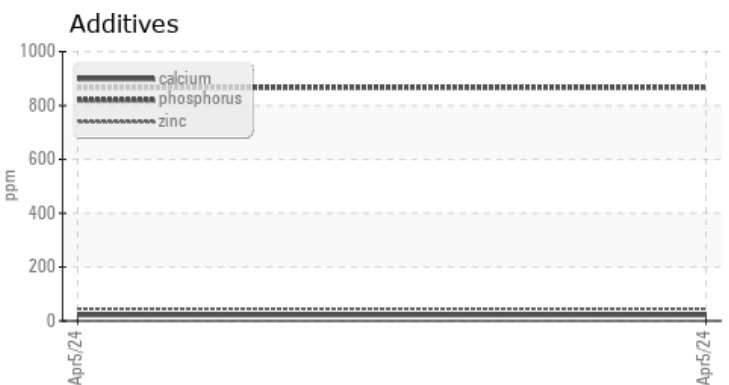 Additives
1000
800
600
400
200
0
ppm
calcium
phosphorus
zinc
Apr5/24
Apr5/24